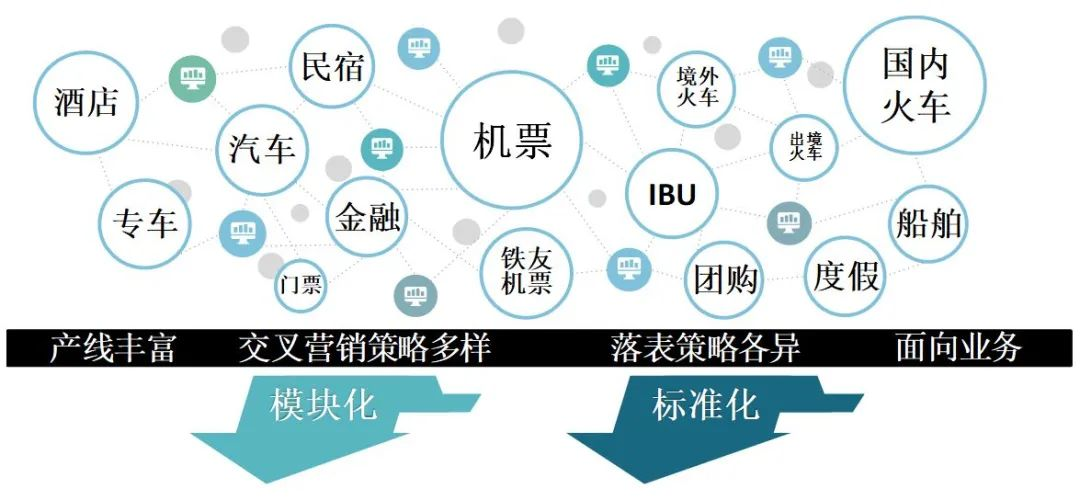 酒店
民宿
汽车
专车
金融
门票
机票
铁友
机票
境外
火车
出境
火车
国内
火车
IBU
团购
度假
船舶
产线丰富 交叉营销策略多样 落表策略各异 面向业务
模块化 标准化